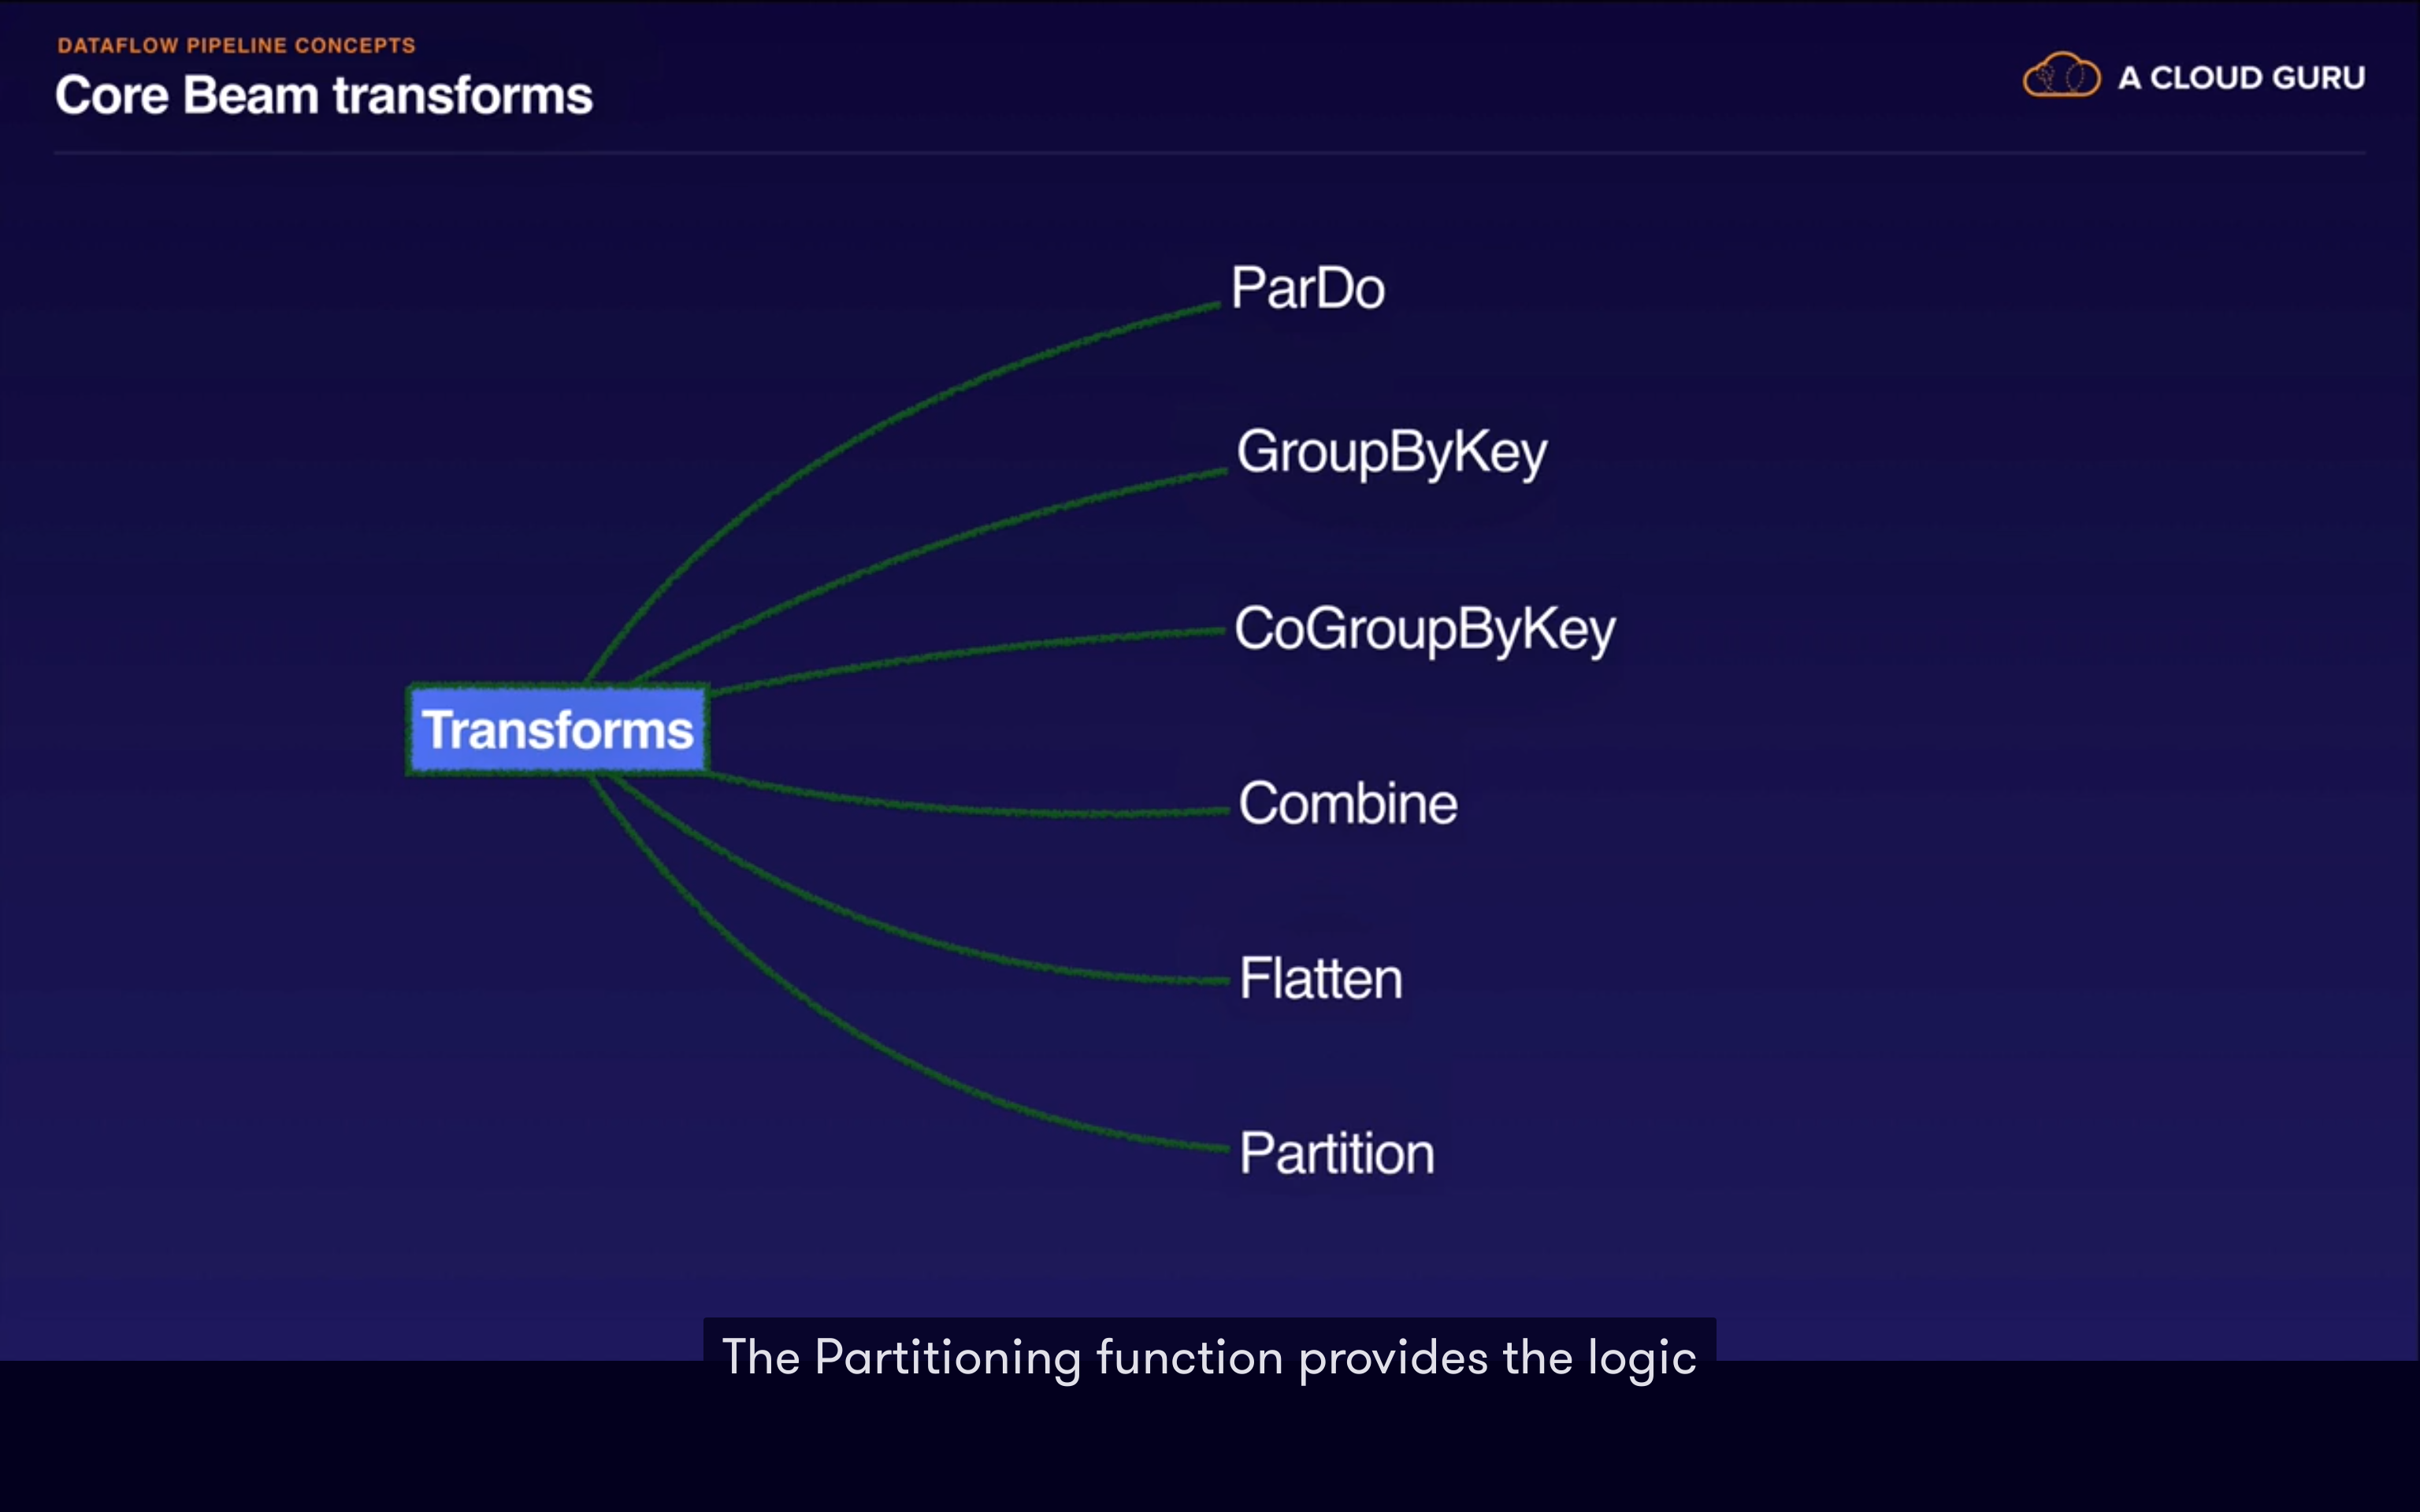 DATAFLOW PIPELINE CONCEPTS
Core Beam transforms
A CLOUD GURU
ParDo
GroupByKey
CoGroupByKey
Transforms
Combine
Flatten
Partition
The Partitioning function provides the logic